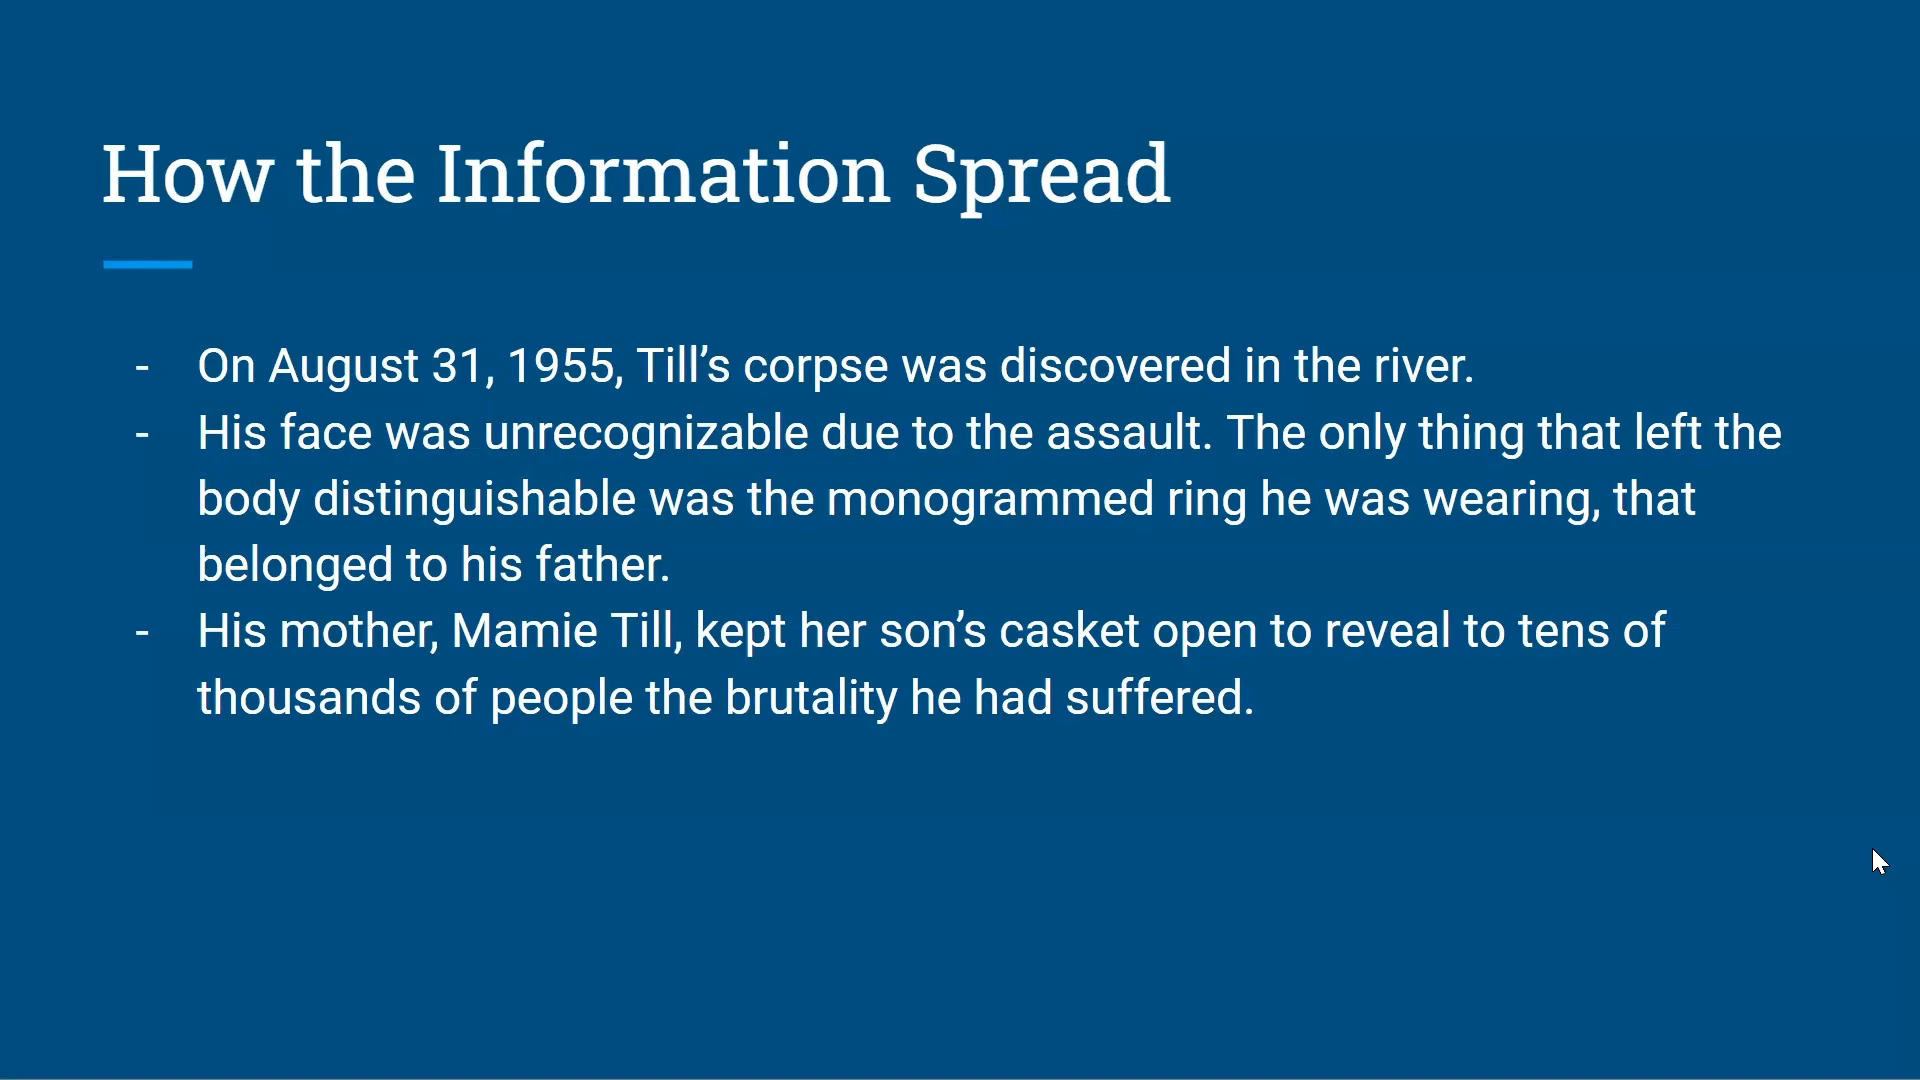 How the Information Spread
- On August 31, 1955, Till’s corpse was discovered in the river.
- His face was unrecognizable due to the assault. The only thing that left the
body distinguishable was the monogrammed ring he was wearing, that
belonged to his father.
- His mother, Mamie Till, kept her son’s casket open to reveal to tens of
thousands of people the brutality he had suffered.